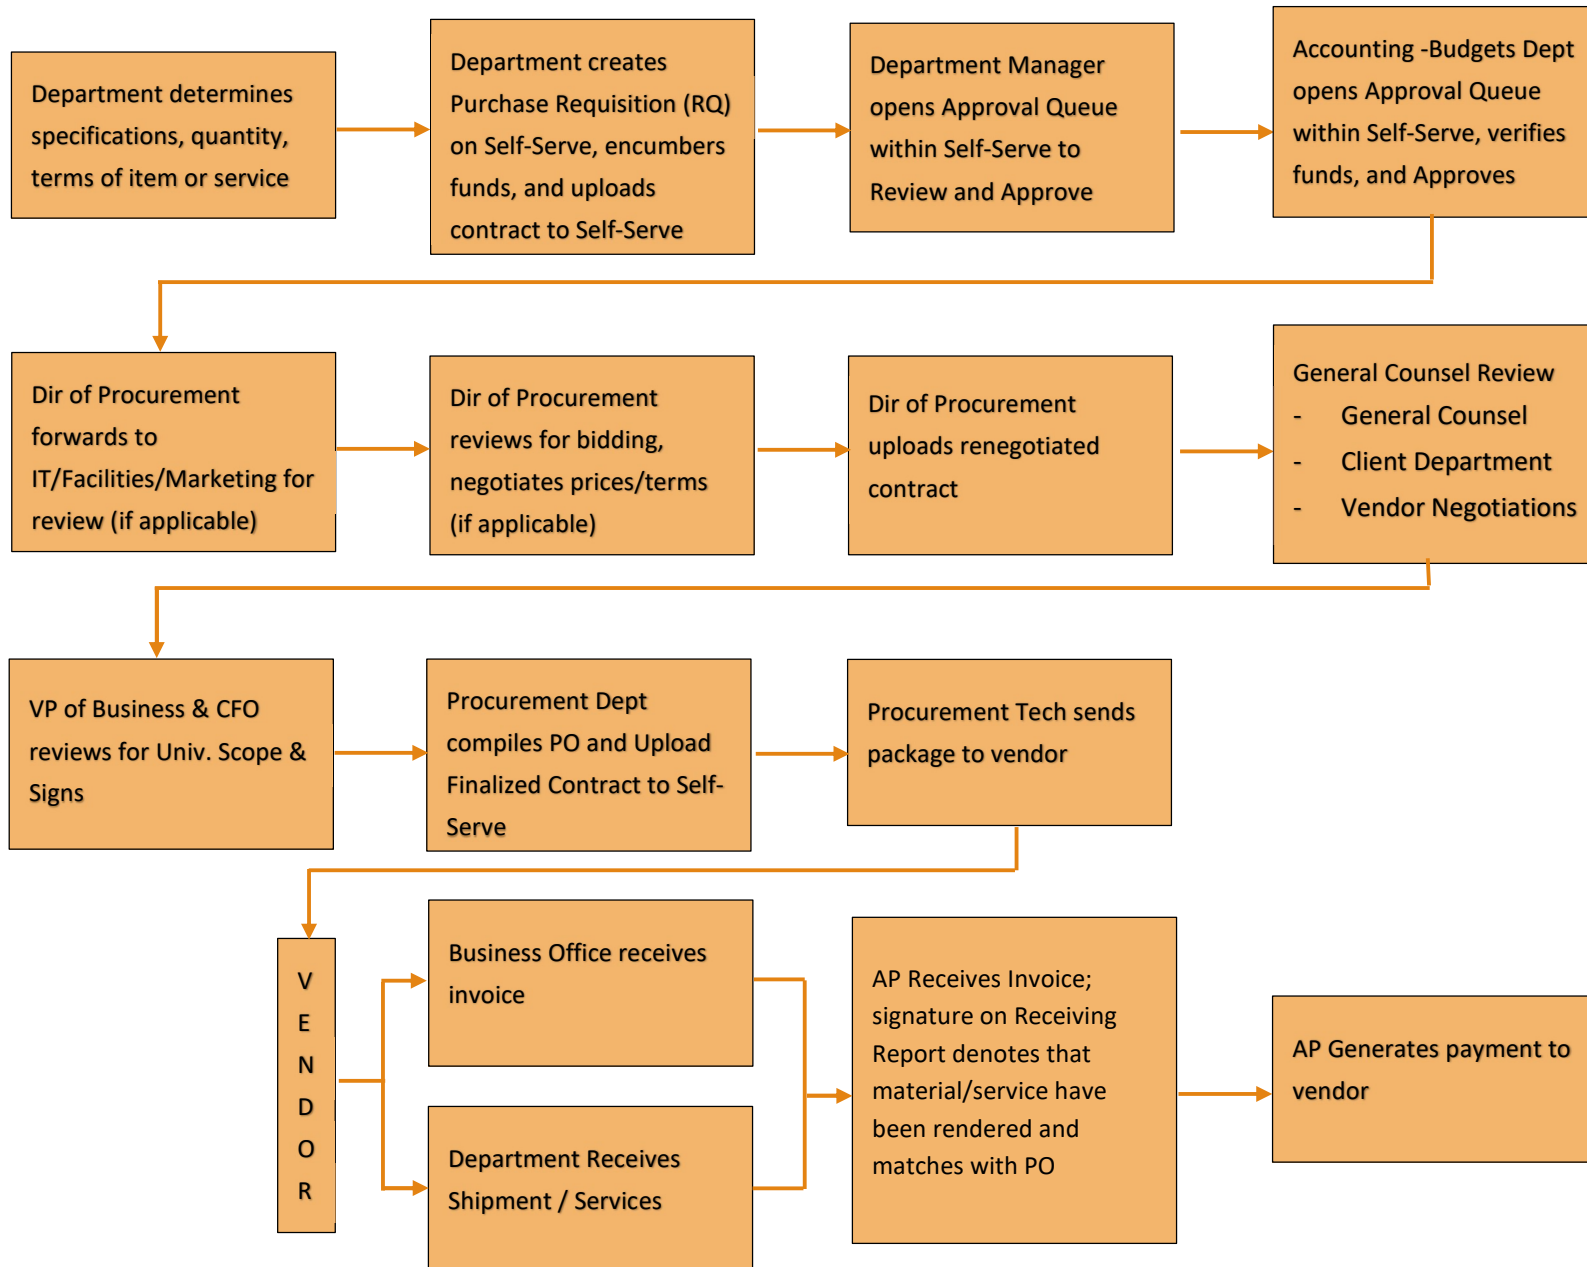 Department determines
specifications, quantity,
terms of item or service
Department creates
Purchase Requisition (RQ)
on Self-Serve, encumbers
funds, and uploads
contract to Self-Serve
Department Manager
opens Approval Queue
within Self-Serve to
Review and Approve
Accounting -Budgets Dept
opens Approval Queue
within Self-Serve, verifies
funds, and Approves
Dir of Procurement
forwards to
IT/Facilities/Marketing for
review (if applicable)
Dir of Procurement
reviews for bidding,
negotiates prices/terms
(if applicable)
Dir of Procurement
uploads renegotiated
contract
General Counsel Review
- General Counsel
- Client Department
- Vendor Negotiations
VP of Business & CFO
reviews for Univ. Scope &
Signs
Procurement Dept
compiles PO and Upload
Finalized Contract to Self-
Serve
Procurement Tech sends
package to vendor
V
E
N
D
O
R
Business Office receives
invoice
Department Receives
Shipment / Services
AP Receives Invoice;
signature on Receiving
Report denotes that
material/service have
been rendered and
matches with PO
AP Generates payment to
vendor